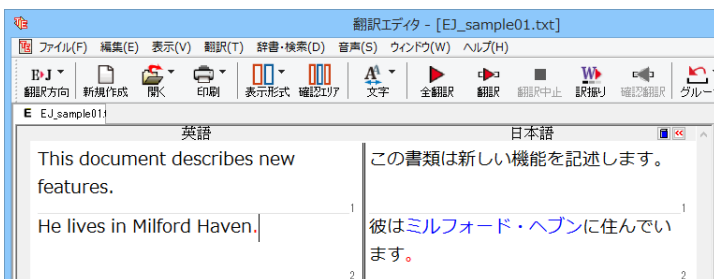 翻訳エディタ - [EJ_sample01.txt]
ファイル(F) 編集(E) 表示(V) 翻訳(T) 辞書・検索(D) 音声(S) ウィンドウ(W) ヘルプ(H)
E›J A W
翻訳方向 新規作成 開く 印刷 表示形式 確認エリア 文字 全翻訳 翻訳 翻訳中止 訳振り 確認翻訳 グルー
E EJ_sample01.t
英語 日本語
This document describes new
features.
1
この書類は新しい機能を記述します。
1
He lives in Milford Haven.
2
彼はミルフォード・ヘブンに住んでい
ます。
2